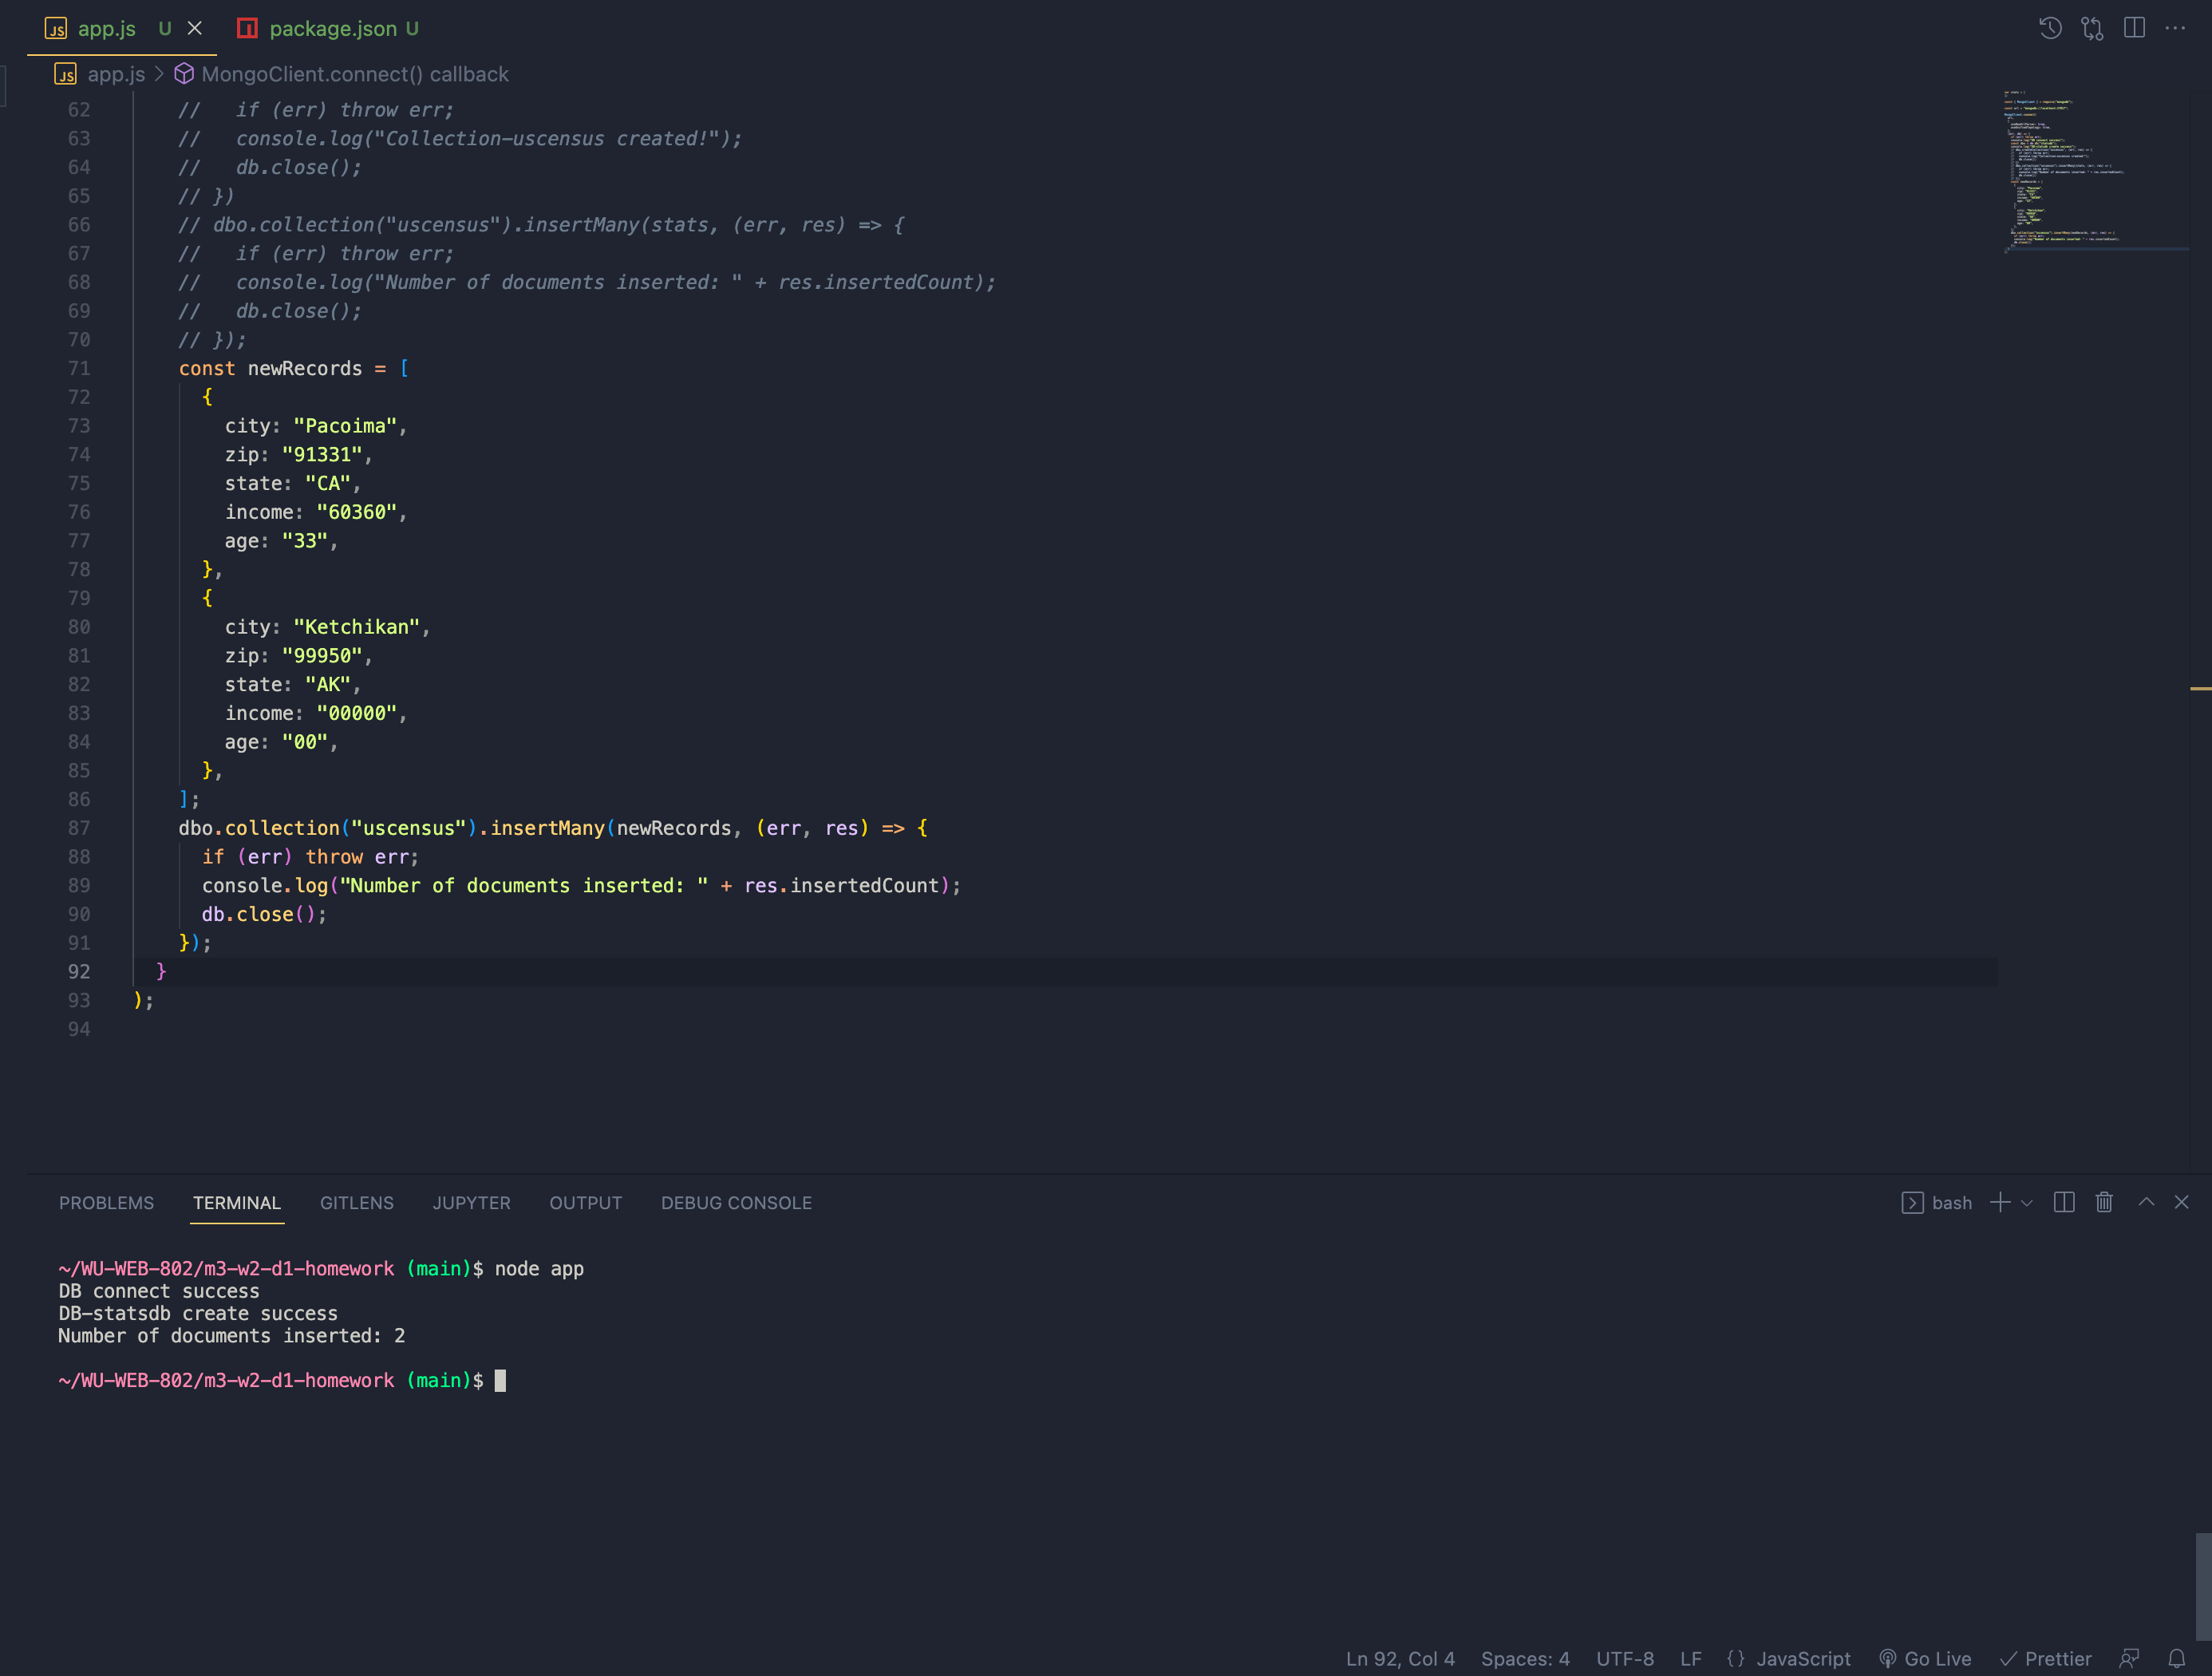 app.js U
package.json U
app.js > MongoClient.connect() callback
62 //   if (err) throw err;
63 //   console.log("Collection-uscensus created!");
64 //   db.close();
65 // })
66 // dbo.collection("uscensus").insertMany(stats, (err, res) => {
67 //   if (err) throw err;
68 //   console.log("Number of documents inserted: " + res.insertedCount);
69 //   db.close();
70 // });
71 const newRecords = [
72 {
73 city: "Pacoima",
74 zip: "91331",
75 state: "CA",
76 income: "60360",
77 age: "33",
78 },
79 {
80 city: "Ketchikan",
81 zip: "99950",
82 state: "AK",
83 income: "00000",
84 age: "00",
85 },
86 ];
87 dbo.collection("uscensus").insertMany(newRecords, (err, res) => {
88 if (err) throw err;
89 console.log("Number of documents inserted: " + res.insertedCount);
90 db.close();
91 });
92 }
93 );
94
PROBLEMS TERMINAL GITLENS JUPYTER OUTPUT DEBUG CONSOLE bash
~/WU-WEB-802/m3-w2-d1-homework (main)$ node app
DB connect success
DB-statsdb create success
Number of documents inserted: 2
~/WU-WEB-802/m3-w2-d1-homework (main)$
Ln 92, Col 4 Spaces: 4 UTF-8 LF {} JavaScript Go Live Prettier